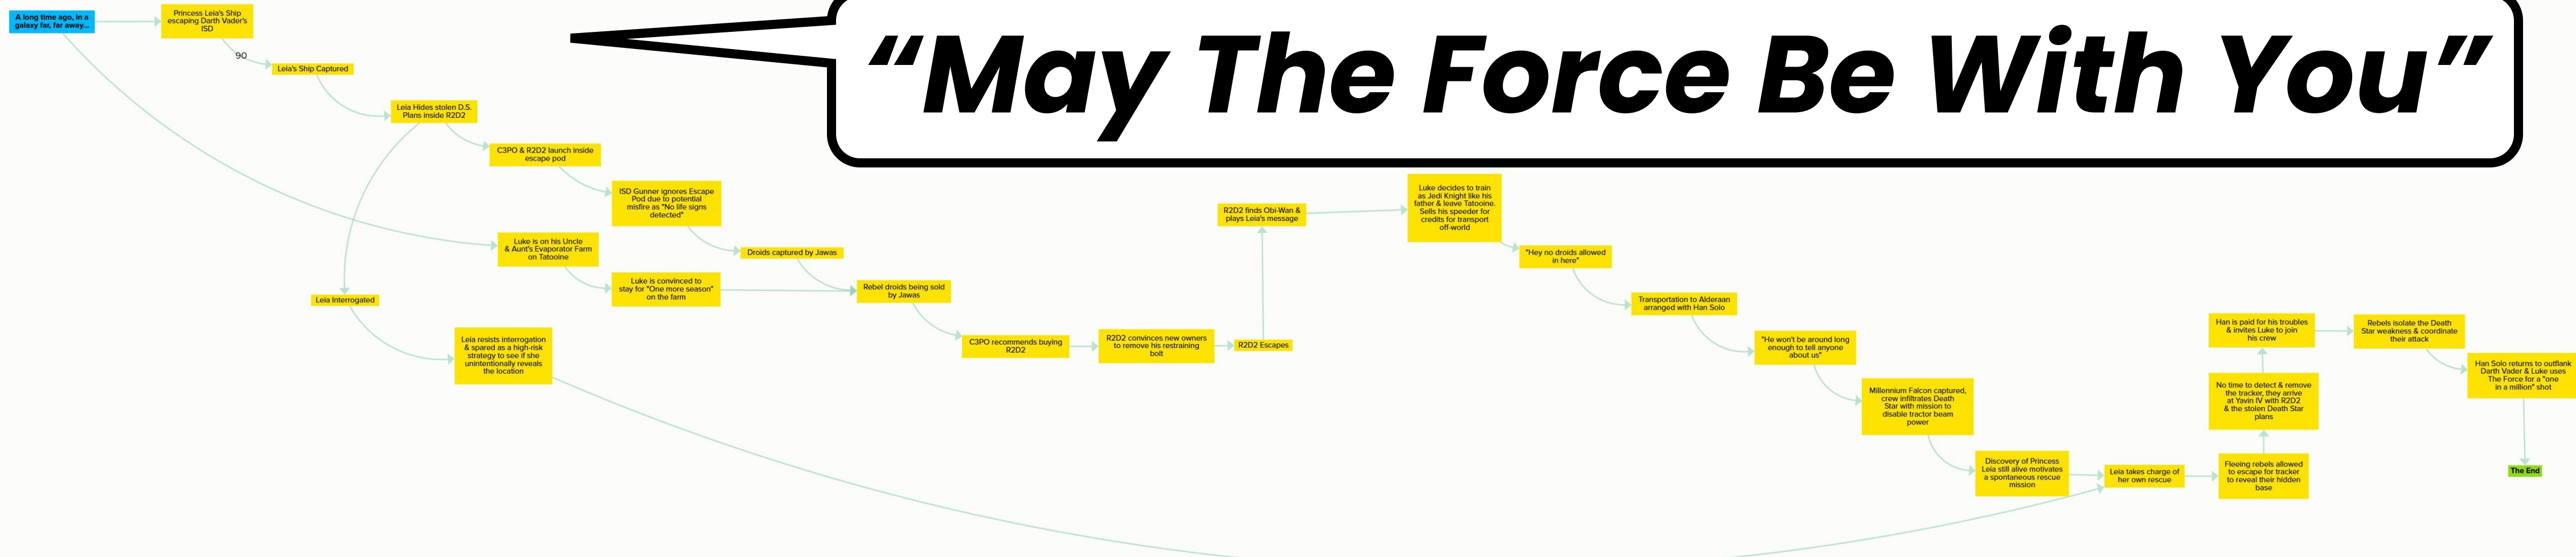 A long time ago, in a
galaxy far, far away...
Princess Leia's Ship
escaping Darth Vader's
ISD
90
Leia's Ship Captured
Leia Hides stolen D.S.
Plans inside R2D2
C3PO & R2D2 launch inside
escape pod
ISD Gunner ignores Escape
Pod due to potential
misfire as "No life signs
detected"
Luke is on his Uncle
& Aunt's Evaporator Farm
on Tatooine
Droids captured by Jawas
Luke is convinced to
stay for "One more season"
on the farm
Leia Interrogated
Leia resists interrogation
& spared as a high-risk
strategy to see if she
unintentionally reveals
the location
Rebel droids being sold
by Jawas
C3PO recommends buying
R2D2
R2D2 convinces new owners
to remove his restraining
bolt
R2D2 Escapes
R2D2 finds Obi-Wan &
plays Leia's message
“May The Force Be With You”
Luke decides to train
as Jedi Knight like his
father & leave Tatooine.
Sells his speeder for
credits for transport
off-world
"Hey no droids allowed
in here"
Transportation to Alderaan
arranged with Han Solo
"He won't be around long
enough to tell anyone
about us"
Millennium Falcon captured,
crew infiltrates Death
Star with mission to
disable tractor beam
power
Discovery of Princess
Leia still alive motivates
a spontaneous rescue
mission
Leia takes charge of
her own rescue
Fleeing rebels allowed
to escape for tracker
to reveal their hidden
base
No time to detect & remove
the tracker, they arrive
at Yavin IV with R2D2
& the stolen Death Star
plans
Han is paid for his troubles
& invites Luke to join
his crew
Rebels isolate the Death
Star weakness & coordinate
their attack
Han Solo returns to outflank
Darth Vader & Luke uses
The Force for a "one
in a million" shot
The End